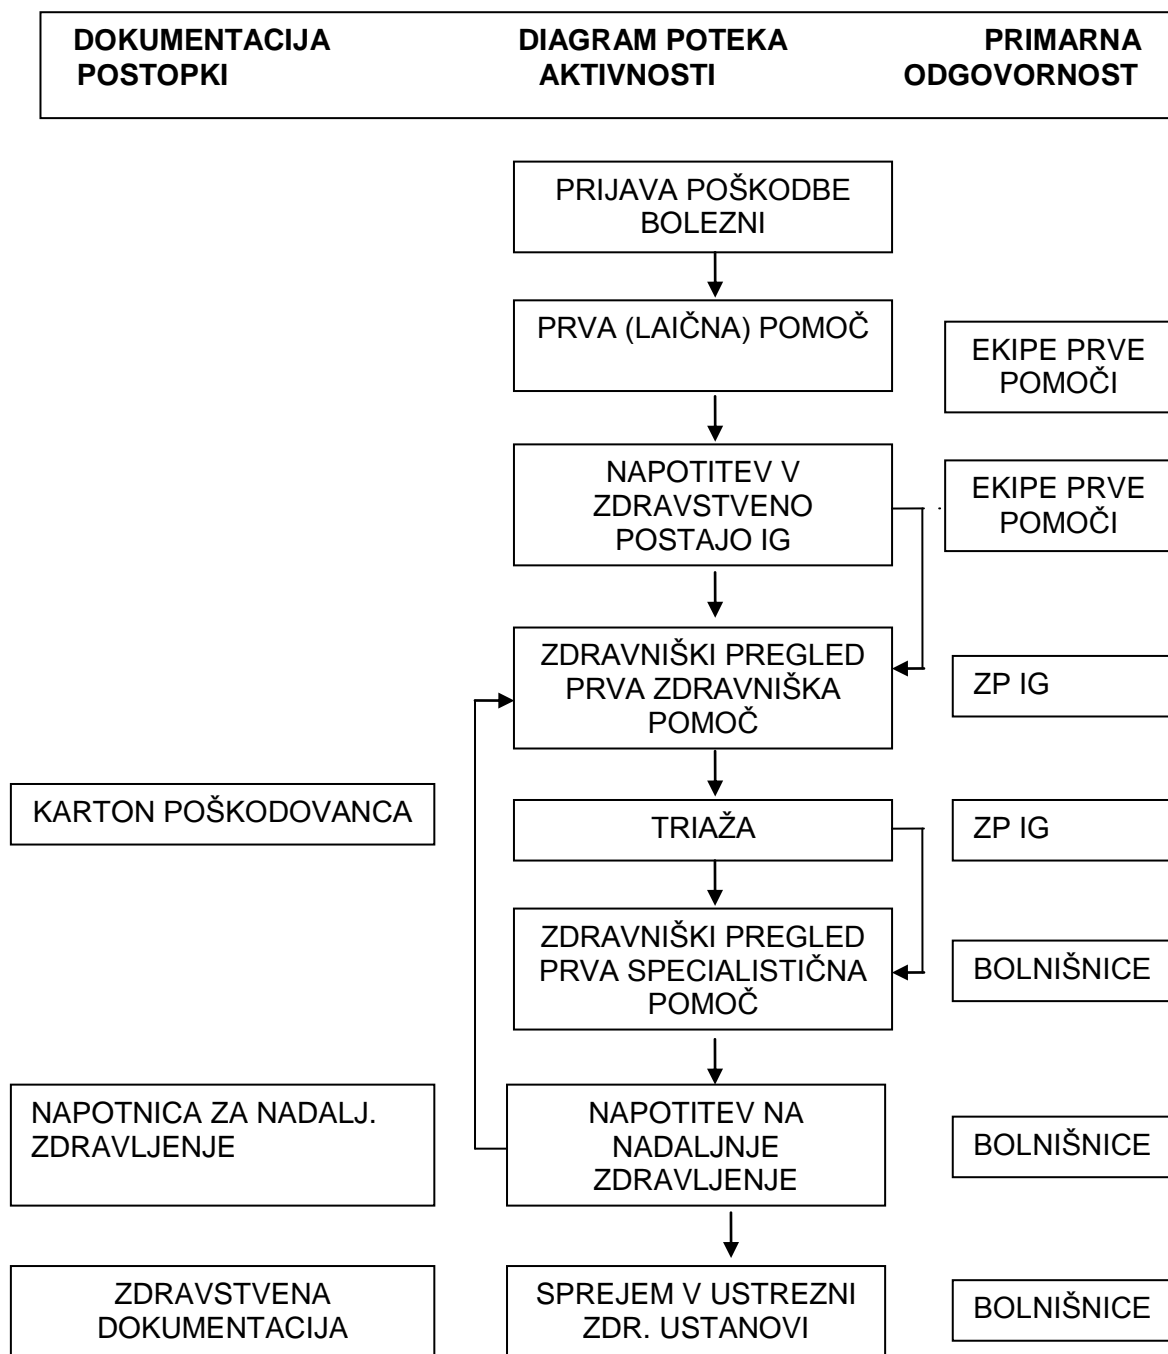 DOKUMENTACIJA DIAGRAM POTEKA PRIMARNA
POSTOPKI AKTIVNOSTI ODGOVORNOST
PRIJAVA POŠKODBE
BOLEZNI
PRVA (LAIČNA) POMOČ
EKIPE PRVE
POMOČI
NAPOTITEV V
ZDRAVSTVENO
POSTAJO IG
EKIPE PRVE
POMOČI
ZDRAVNIŠKI PREGLED
PRVA ZDRAVNIŠKA
POMOČ
ZP IG
KARTON POŠKODOVANCA
TRIAŽA
ZP IG
ZDRAVNIŠKI PREGLED
PRVA SPECIALISTIČNA
POMOČ
BOLNIŠNICE
NAPOTNICA ZA NADALJ.
ZDRAVLJENJE
NAPOTITEV NA
NADALJNJE
ZDRAVLJENJE
BOLNIŠNICE
ZDRAVSTVENA
DOKUMENTACIJA
SPREJEM V USTREZNI
ZDR. USTANOVI
BOLNIŠNICE